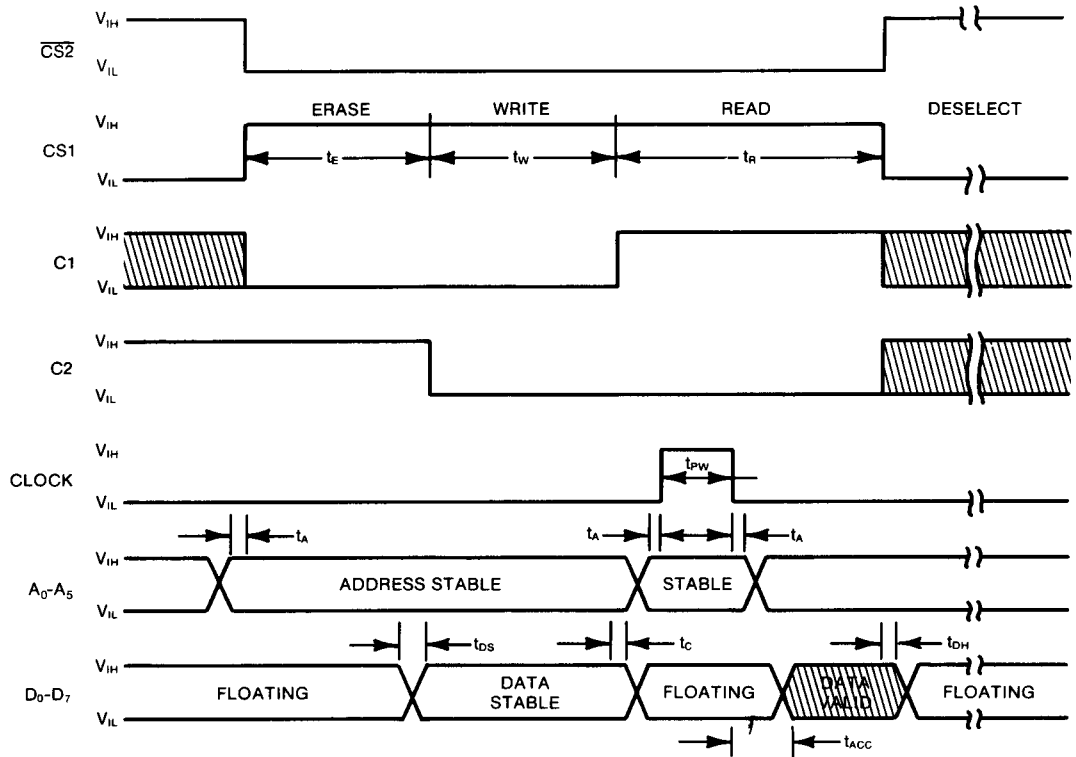 V_IH
CS2
V_IL
ERASE WRITE READ DESELECT
V_IH
CS1
t_E t_W t_R
V_IL
V_IH
C1
V_IL
V_IH
C2
V_IL
V_IH
CLOCK
t_PW
V_IL
t_A t_A t_A
V_IH
A₀-A₅
ADDRESS STABLE STABLE
V_IL
t_DS t_C t_DH
V_IH
D₀-D₇
FLOATING DATA STABLE FLOATING DATA VALID FLOATING
V_IL
t_ACC